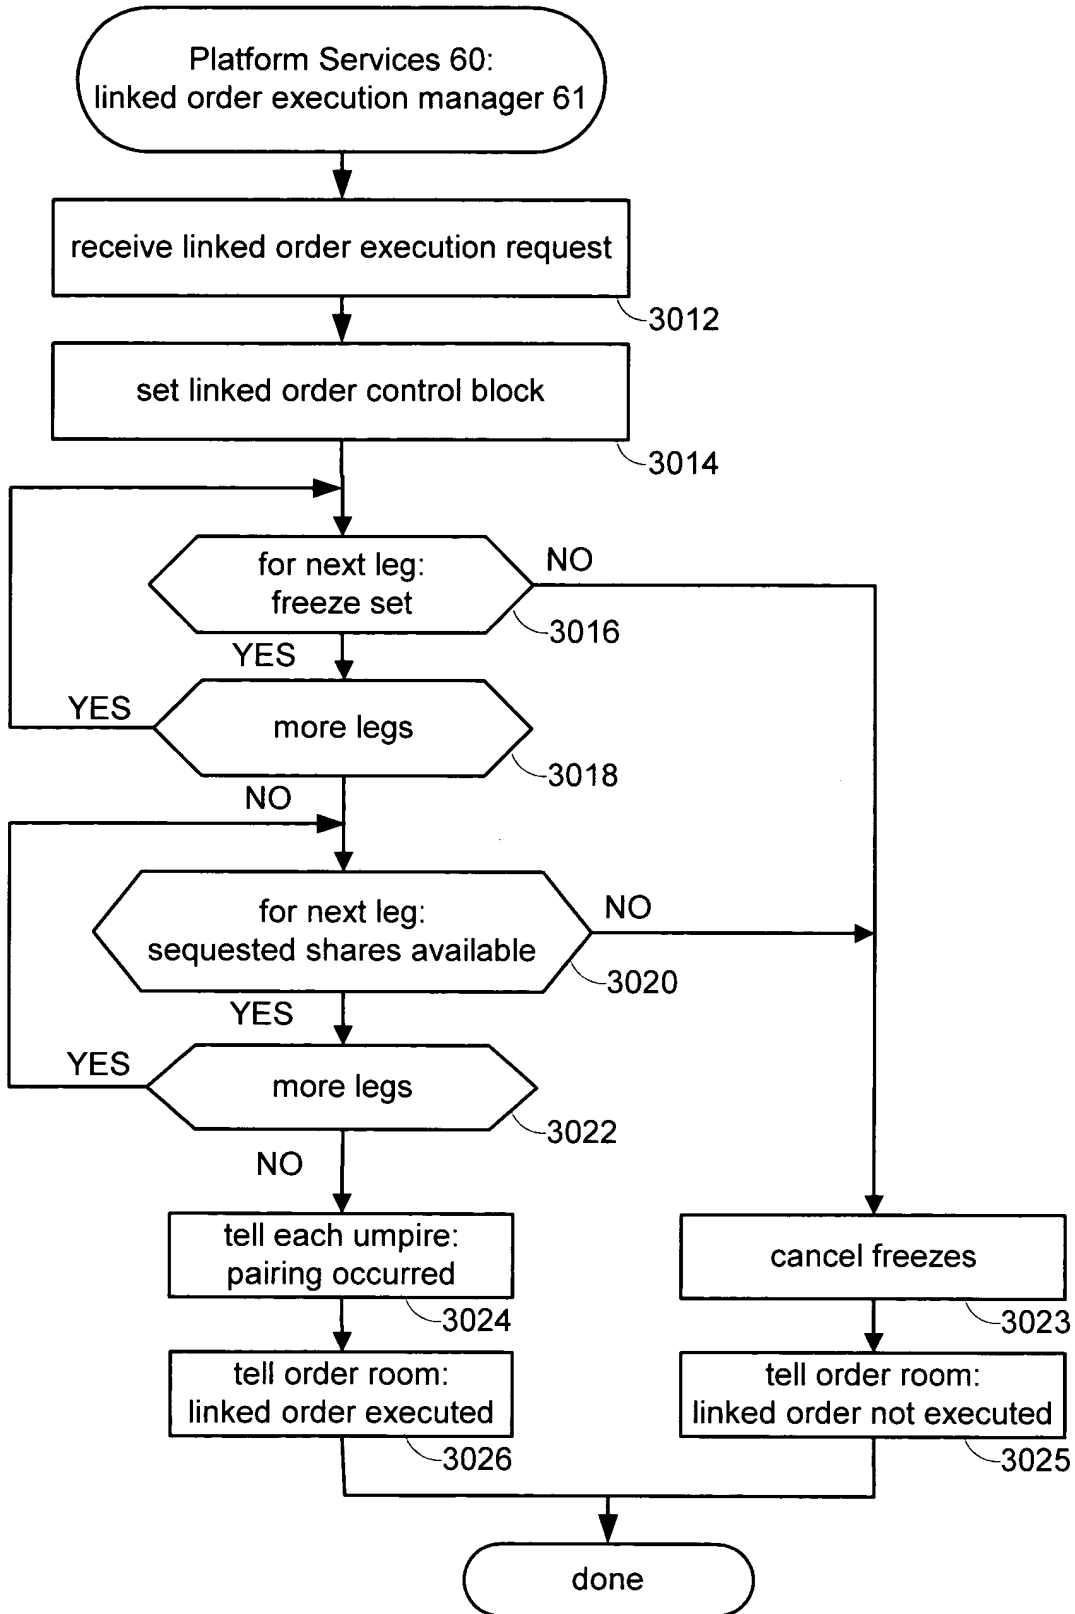 Platform Services 60:
linked order execution manager 61
receive linked order execution request
3012
set linked order control block
3014
for next leg:
freeze set
NO
3016
YES
YES
more legs
3018
NO
for next leg:
sequested shares available
NO
3020
YES
YES
more legs
3022
NO
tell each umpire:
pairing occurred
3024
cancel freezes
3023
tell order room:
linked order executed
3026
tell order room:
linked order not executed
3025
done